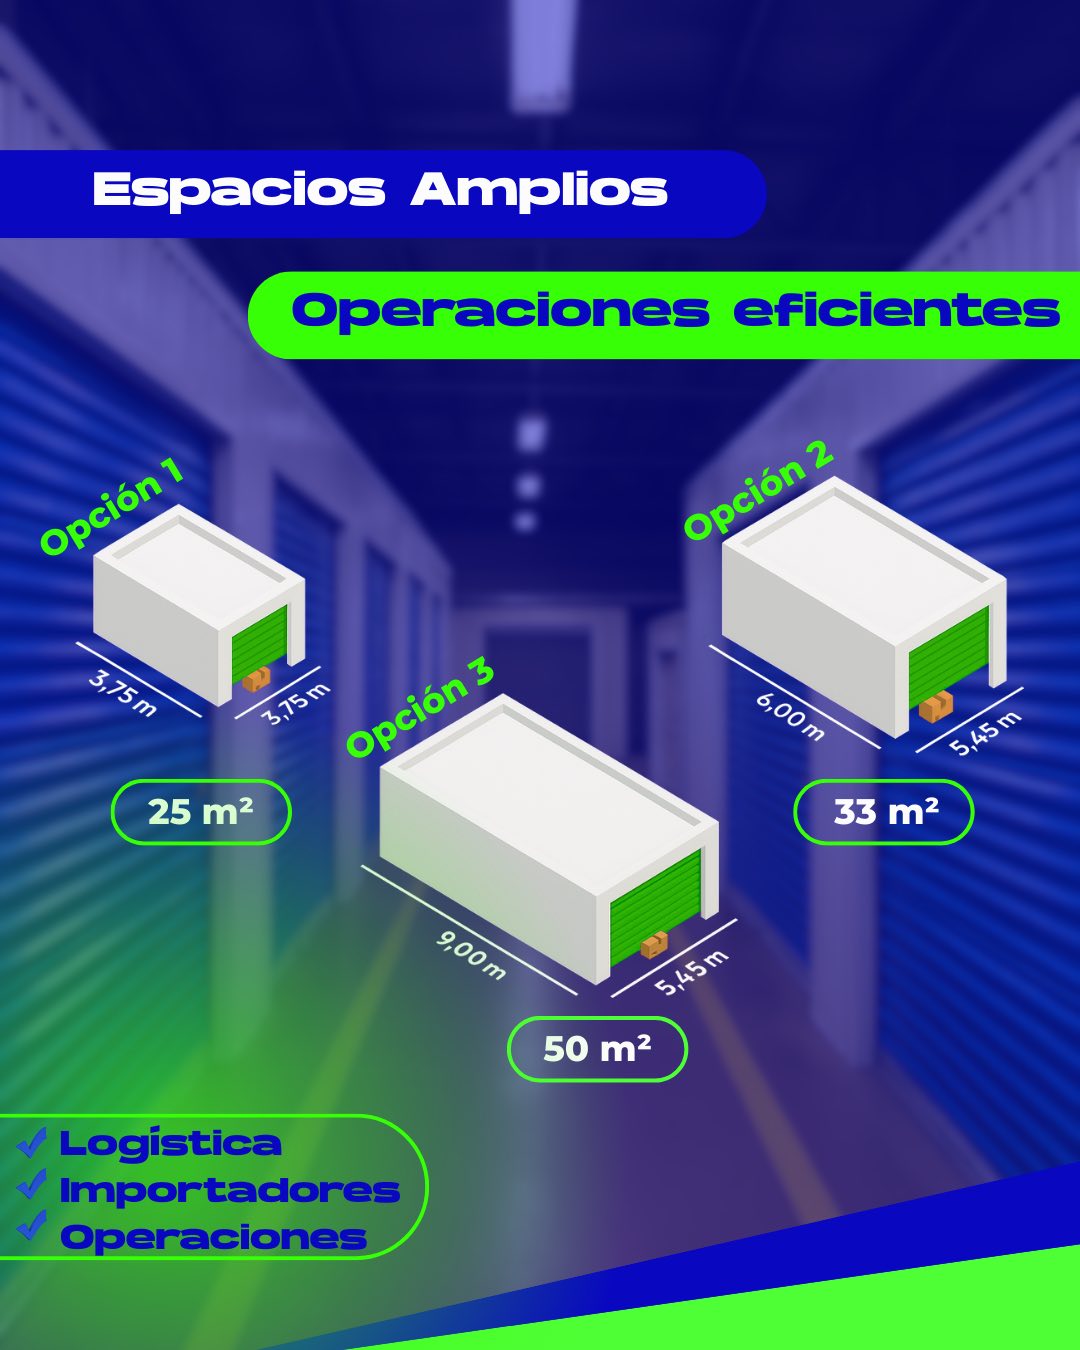 Espacios Amplios
Operaciones eficientes
Opción 1
3,75 m
3,75 m
25 m²
Opción 2
6,00 m
5,45 m
33 m²
Opción 3
9,00 m
5,45 m
50 m²
Logística
Importadores
Operaciones